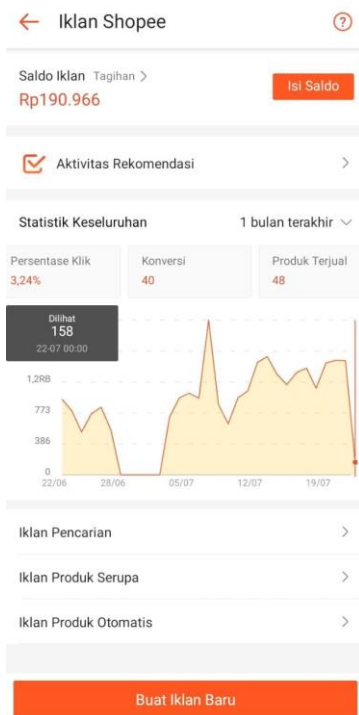 Iklan Shopee
Saldo Iklan Tagihan >
Rp190.966
Isi Saldo
Aktivitas Rekomendasi
Statistik Keseluruhan 1 bulan terakhir
Persentase Klik Konversi Produk Terjual
3,24% 40 48
Dilihat
158
22-07 00:00
1,2RB
773
386
0
22/06 28/06 05/07 12/07 19/07
Iklan Pencarian
Iklan Produk Serupa
Iklan Produk Otomatis
Buat Iklan Baru